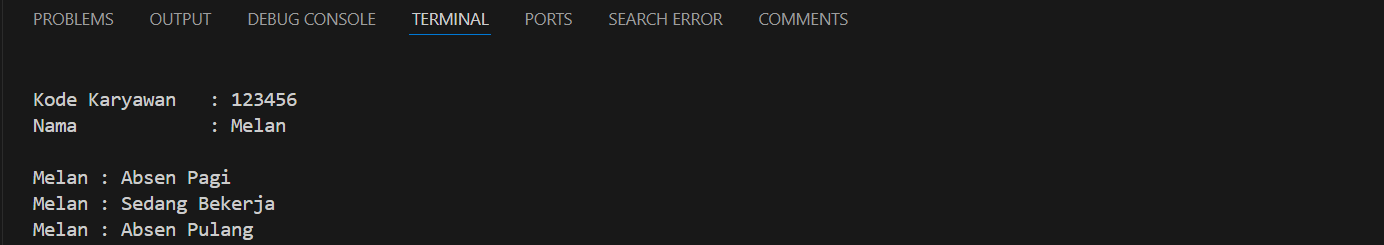 PROBLEMS OUTPUT DEBUG CONSOLE TERMINAL PORTS SEARCH ERROR COMMENTS
Kode Karyawan   : 123456
Nama            : Melan
Melan : Absen Pagi
Melan : Sedang Bekerja
Melan : Absen Pulang